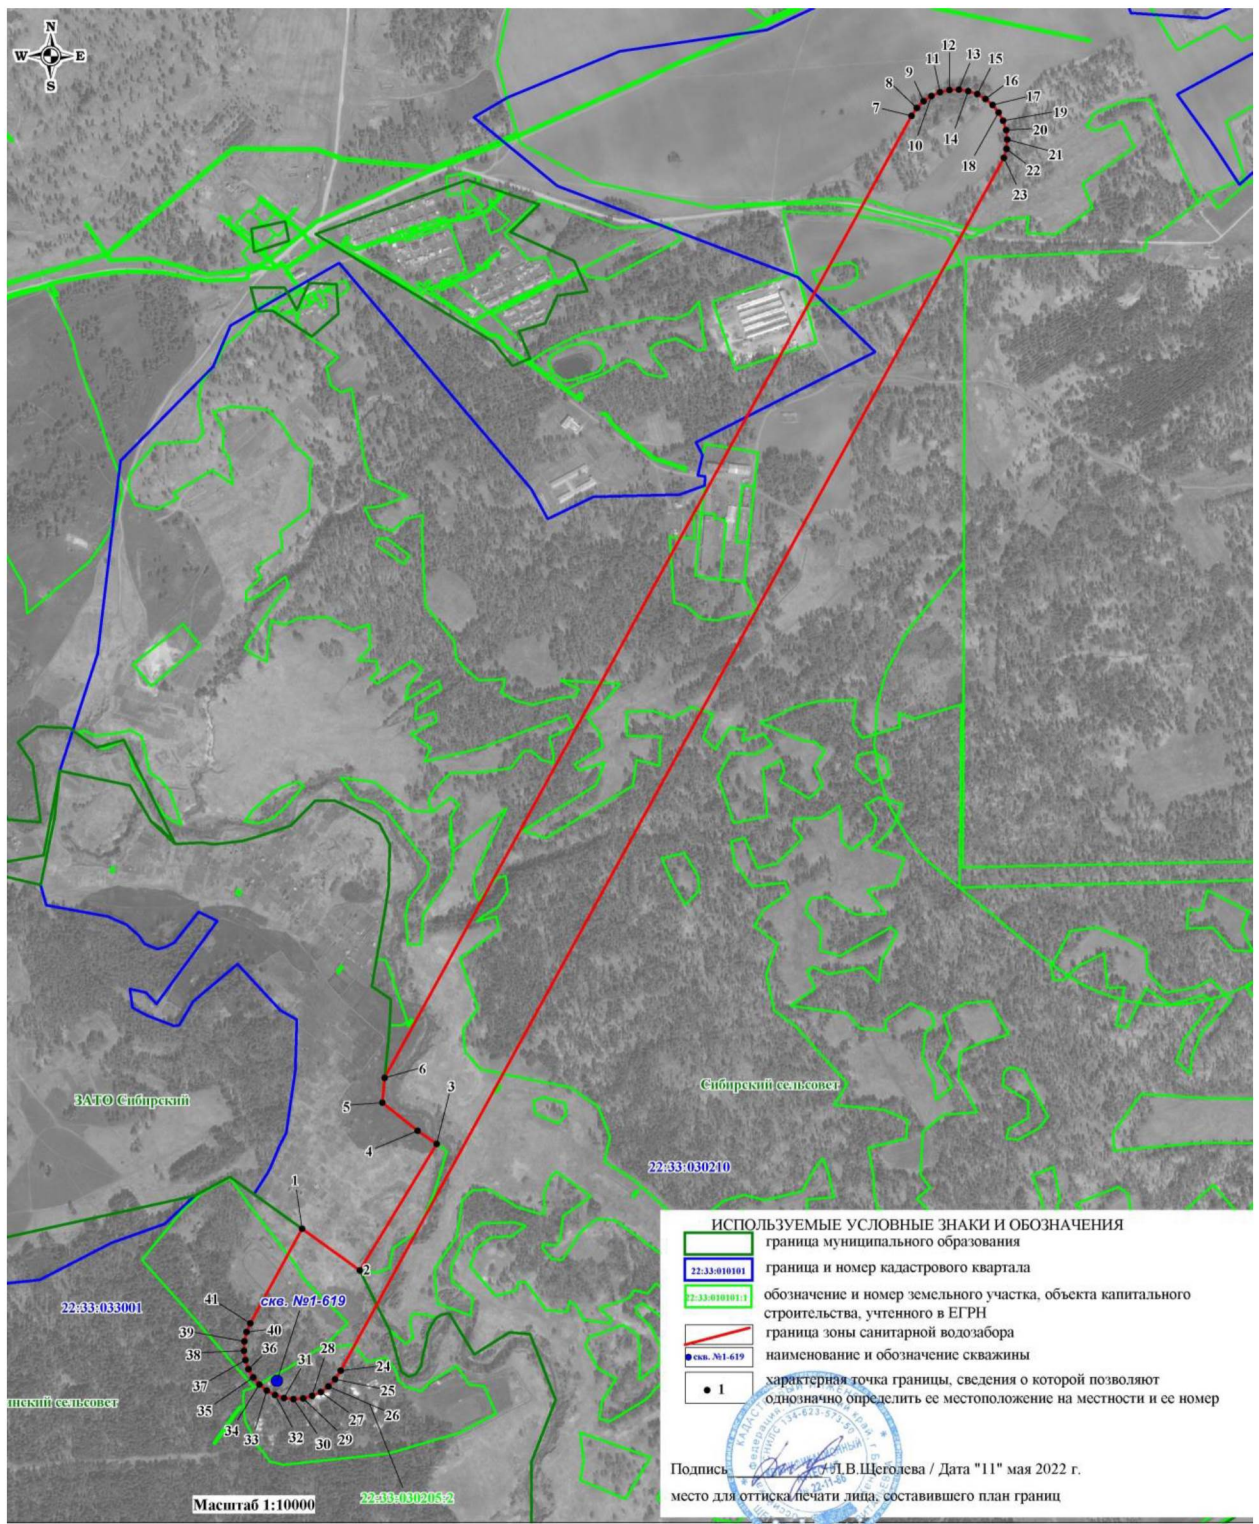 N
W E
S
12
13
11
15
9
16
8
17
7
19
20
10
14
21
18
22
23
6
3
5
4
ЗАТО Сибирский
Сибирский сельсовет
22:33:030210
1
2
22:33:033001
скв. №1-619
41
40
39
36
28
38
31
24
37
25
35
26
27
34
33
32
30
29
нский сельсовет
22:33:030205:2
Масштаб 1:10000
ИСПОЛЬЗУЕМЫЕ УСЛОВНЫЕ ЗНАКИ И ОБОЗНАЧЕНИЯ
граница муниципального образования
22:33:010101 граница и номер кадастрового квартала
22:33:010101:1 обозначение и номер земельного участка, объекта капитального
строительства, учтенного в ЕГРН
граница зоны санитарной водозабора
скв. №1-619 наименование и обозначение скважины
1 характерная точка границы, сведения о которой позволяют
однозначно определить ее местоположение на местности и ее номер
Подпись / Л.В.Щеголева / Дата "11" мая 2022 г.
место для оттиска печати лица, составившего план границ